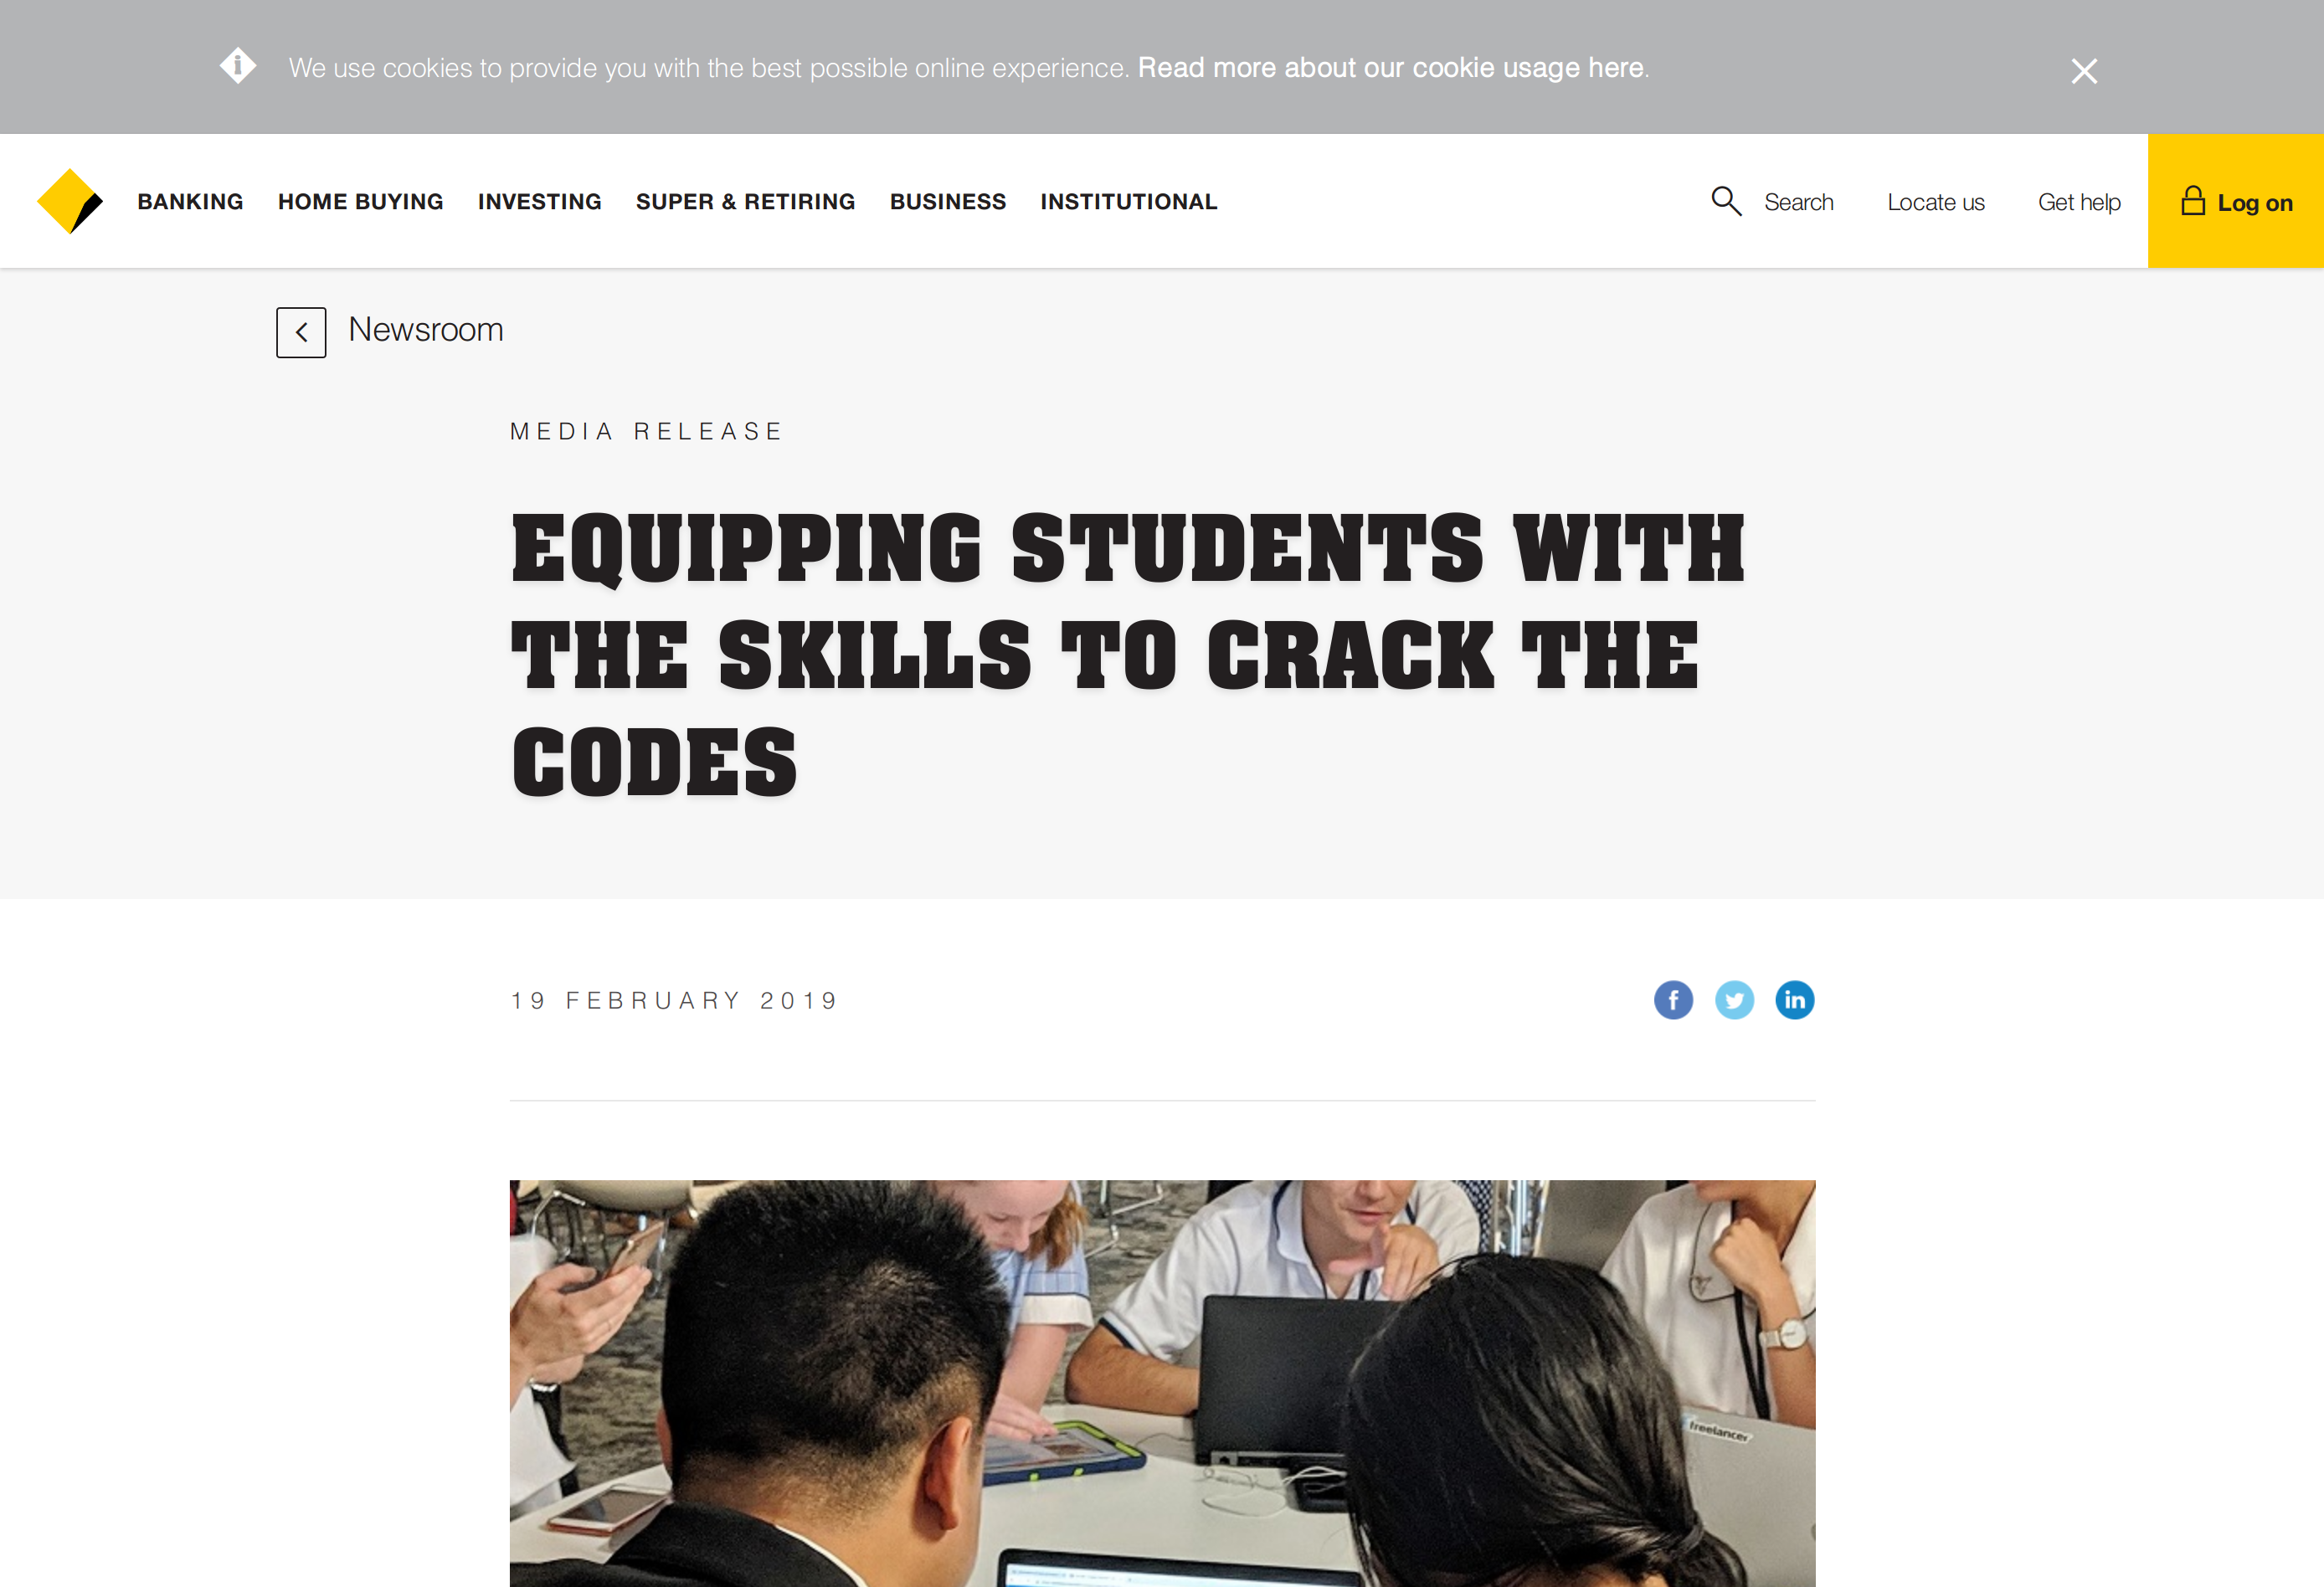 We use cookies to provide you with the best possible online experience. Read more about our cookie usage here.
BANKING HOME BUYING INVESTING SUPER & RETIRING BUSINESS INSTITUTIONAL Search Locate us Get help Log on
Newsroom
MEDIA RELEASE
EQUIPPING STUDENTS WITH
THE SKILLS TO CRACK THE
CODES
19 FEBRUARY 2019
freelancer